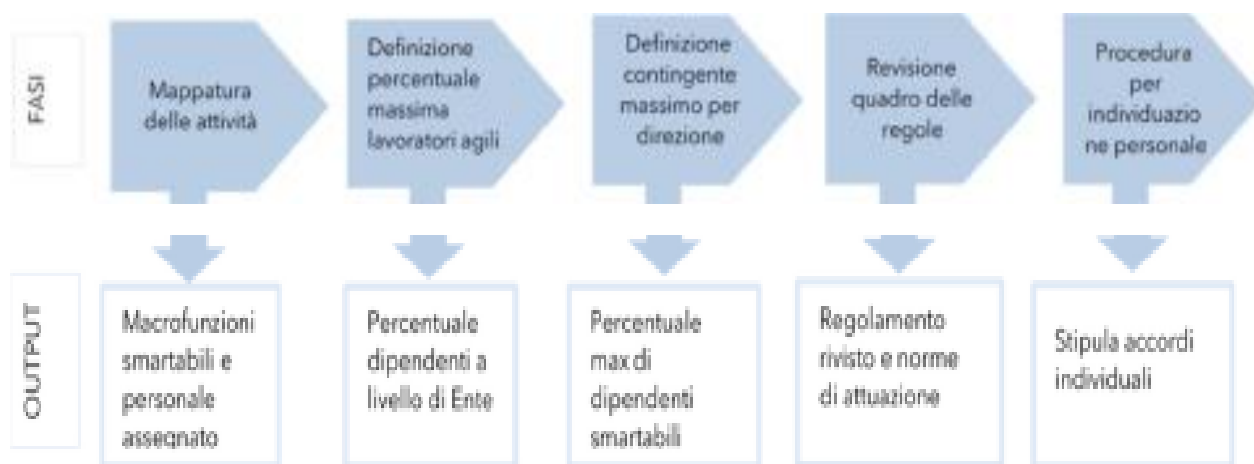 FASI
Mappatura
delle attività
Definizione
percentuale
massima
lavoratori agili
Definizione
contingente
massimo per
direzione
Revisione
quadro delle
regole
Procedura
per
individuazio
ne personale
OUTPUT
Macrofunzioni
smartabili e
personale
assegnato
Percentuale
dipendenti a
livello di Ente
Percentuale
max di
dipendenti
smartabili
Regolamento
rivisto e norme
di attuazione
Stipula accordi
individuali